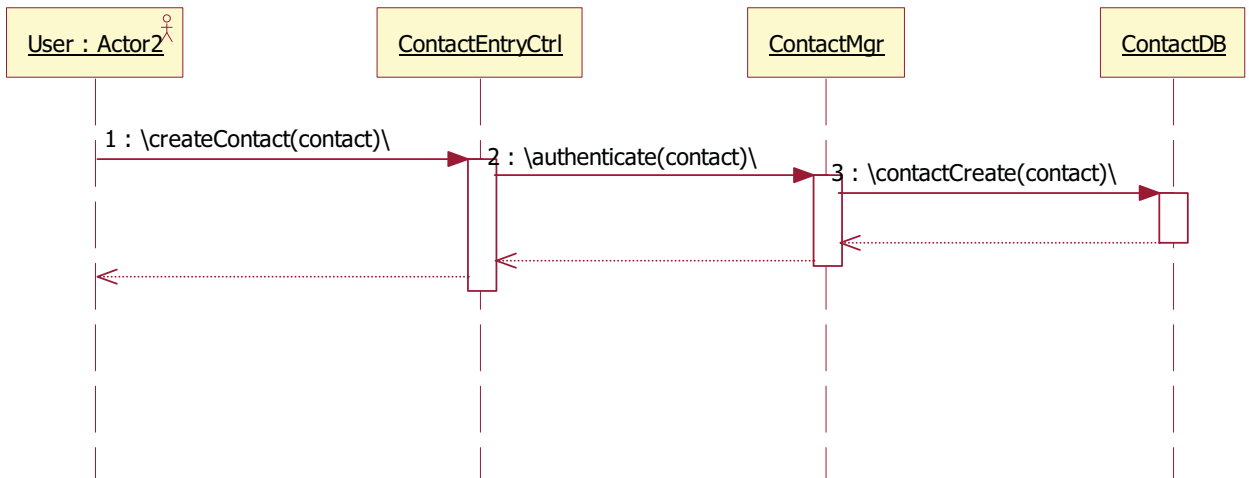 User : Actor2
ContactEntryCtrl
ContactMgr
ContactDB
1 : \createContact(contact)\
2 : \authenticate(contact)\
3 : \contactCreate(contact)\